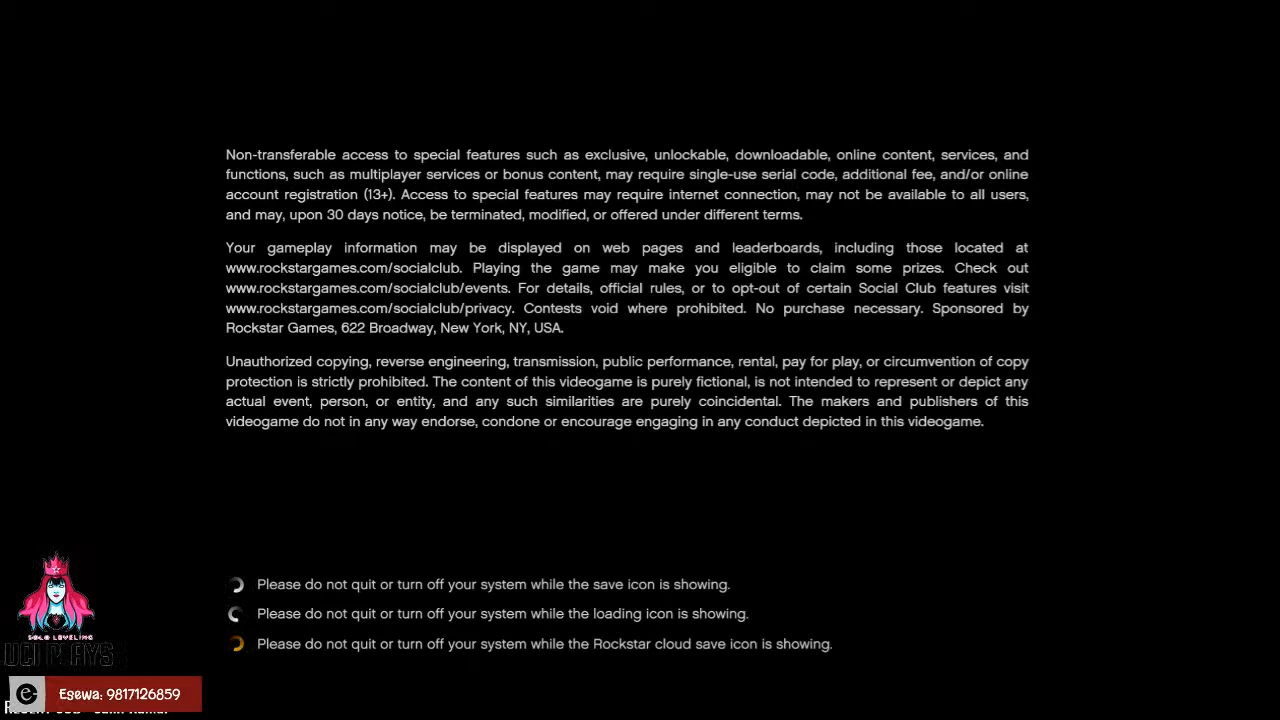 Non-transferable access to special features such as exclusive, unlockable, downloadable, online content, services, and
functions, such as multiplayer services or bonus content, may require single-use serial code, additional fee, and/or online
account registration (13+). Access to special features may require internet connection, may not be available to all users,
and may, upon 30 days notice, be terminated, modified, or offered under different terms.
Your gameplay information may be displayed on web pages and leaderboards, including those located at
www.rockstargames.com/socialclub. Playing the game may make you eligible to claim some prizes. Check out
www.rockstargames.com/socialclub/events. For details, official rules, or to opt-out of certain Social Club features visit
www.rockstargames.com/socialclub/privacy. Contests void where prohibited. No purchase necessary. Sponsored by
Rockstar Games, 622 Broadway, New York, NY, USA.
Unauthorized copying, reverse engineering, transmission, public performance, rental, pay for play, or circumvention of copy
protection is strictly prohibited. The content of this videogame is purely fictional, is not intended to represent or depict any
actual event, person, or entity, and any such similarities are purely coincidental. The makers and publishers of this
videogame do not in any way endorse, condone or encourage engaging in any conduct depicted in this videogame.
Please do not quit or turn off your system while the save icon is showing.
Please do not quit or turn off your system while the loading icon is showing.
Please do not quit or turn off your system while the Rockstar cloud save icon is showing.
SOLO LEVELING
UCI PLAYS
Esewa: 9817126859